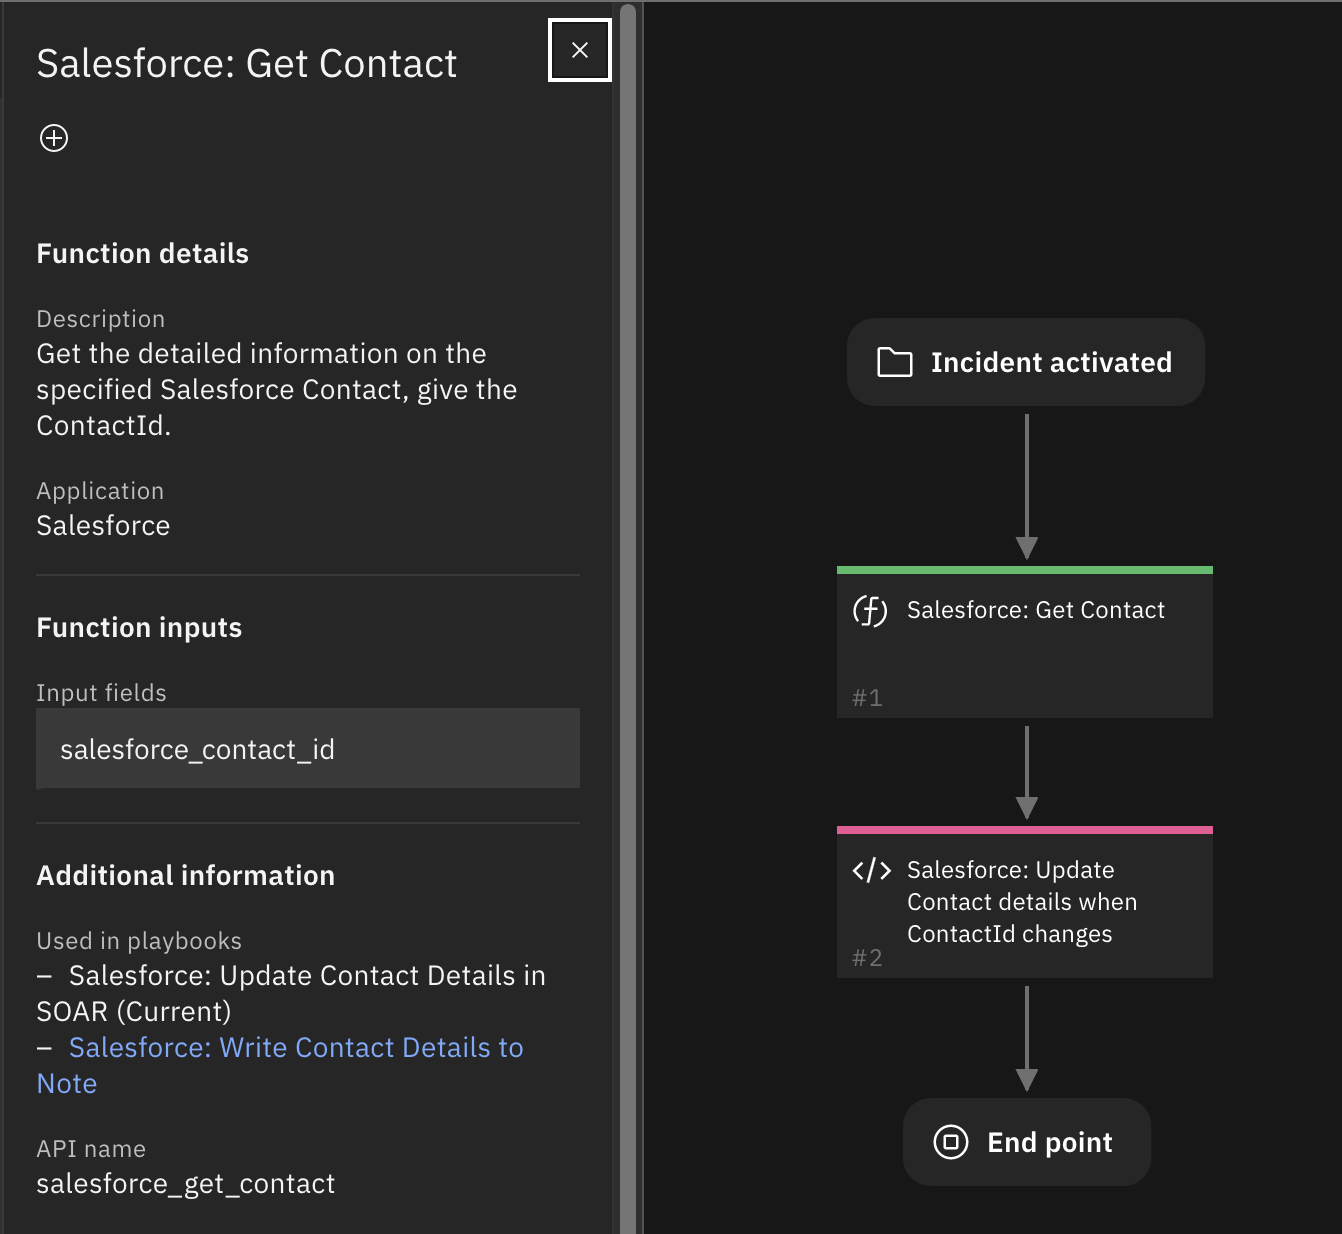 Salesforce: Get Contact
Function details
Description
Get the detailed information on the
specified Salesforce Contact, give the
ContactId.
Application
Salesforce
Function inputs
Input fields
salesforce_contact_id
Additional information
Used in playbooks
– Salesforce: Update Contact Details in
SOAR (Current)
– Salesforce: Write Contact Details to
Note
API name
salesforce_get_contact
Incident activated
Salesforce: Get Contact
#1
Salesforce: Update
Contact details when
ContactId changes
#2
End point